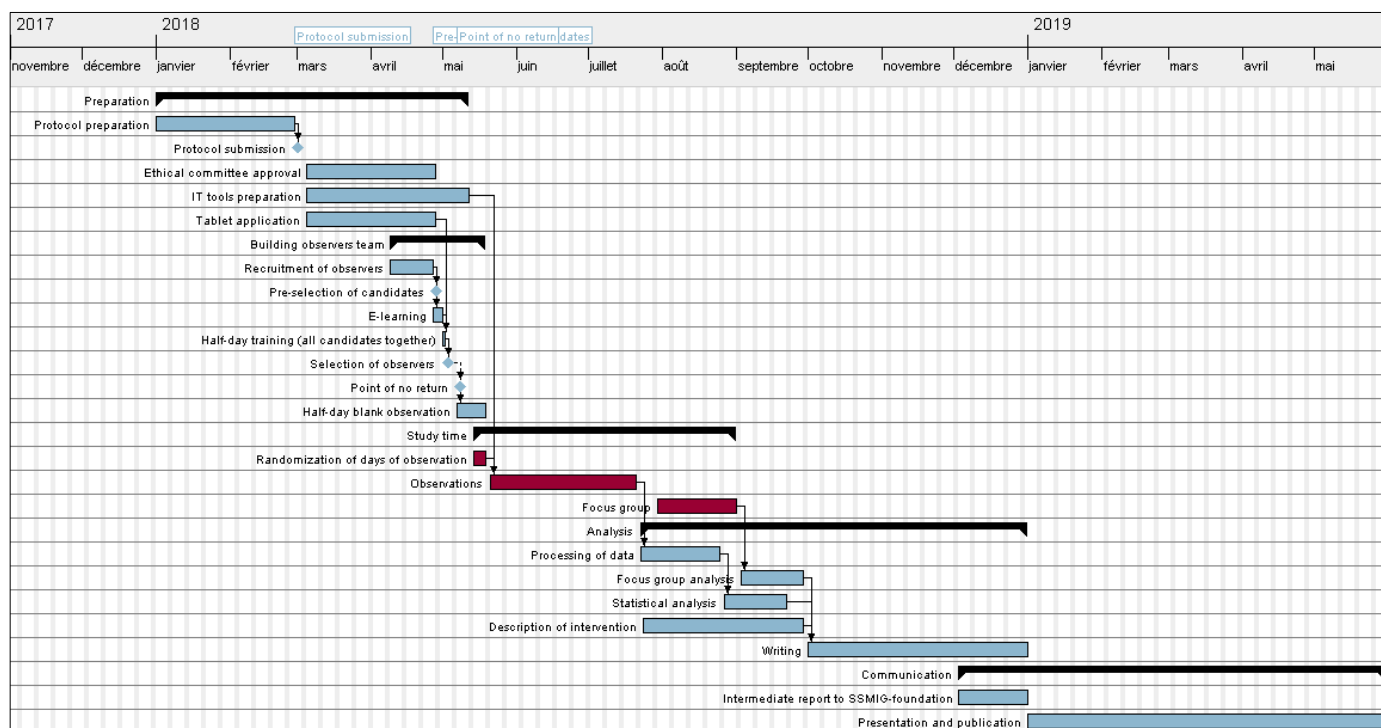 2017 2018 2019
Protocol submission Pre- Point of no return dates
novembre décembre janvier février mars avril mai juin juillet août septembre octobre novembre décembre janvier février mars avril mai
Preparation
Protocol preparation
Protocol submission
Ethical committee approval
IT tools preparation
Tablet application
Building observers team
Recruitment of observers
Pre-selection of candidates
E-learning
Half-day training (all candidates together)
Selection of observers
Point of no return
Half-day blank observation
Study time
Randomization of days of observation
Observations
Focus group
Analysis
Processing of data
Focus group analysis
Statistical analysis
Description of intervention
Writing
Communication
Intermediate report to SSMIG-foundation
Presentation and publication